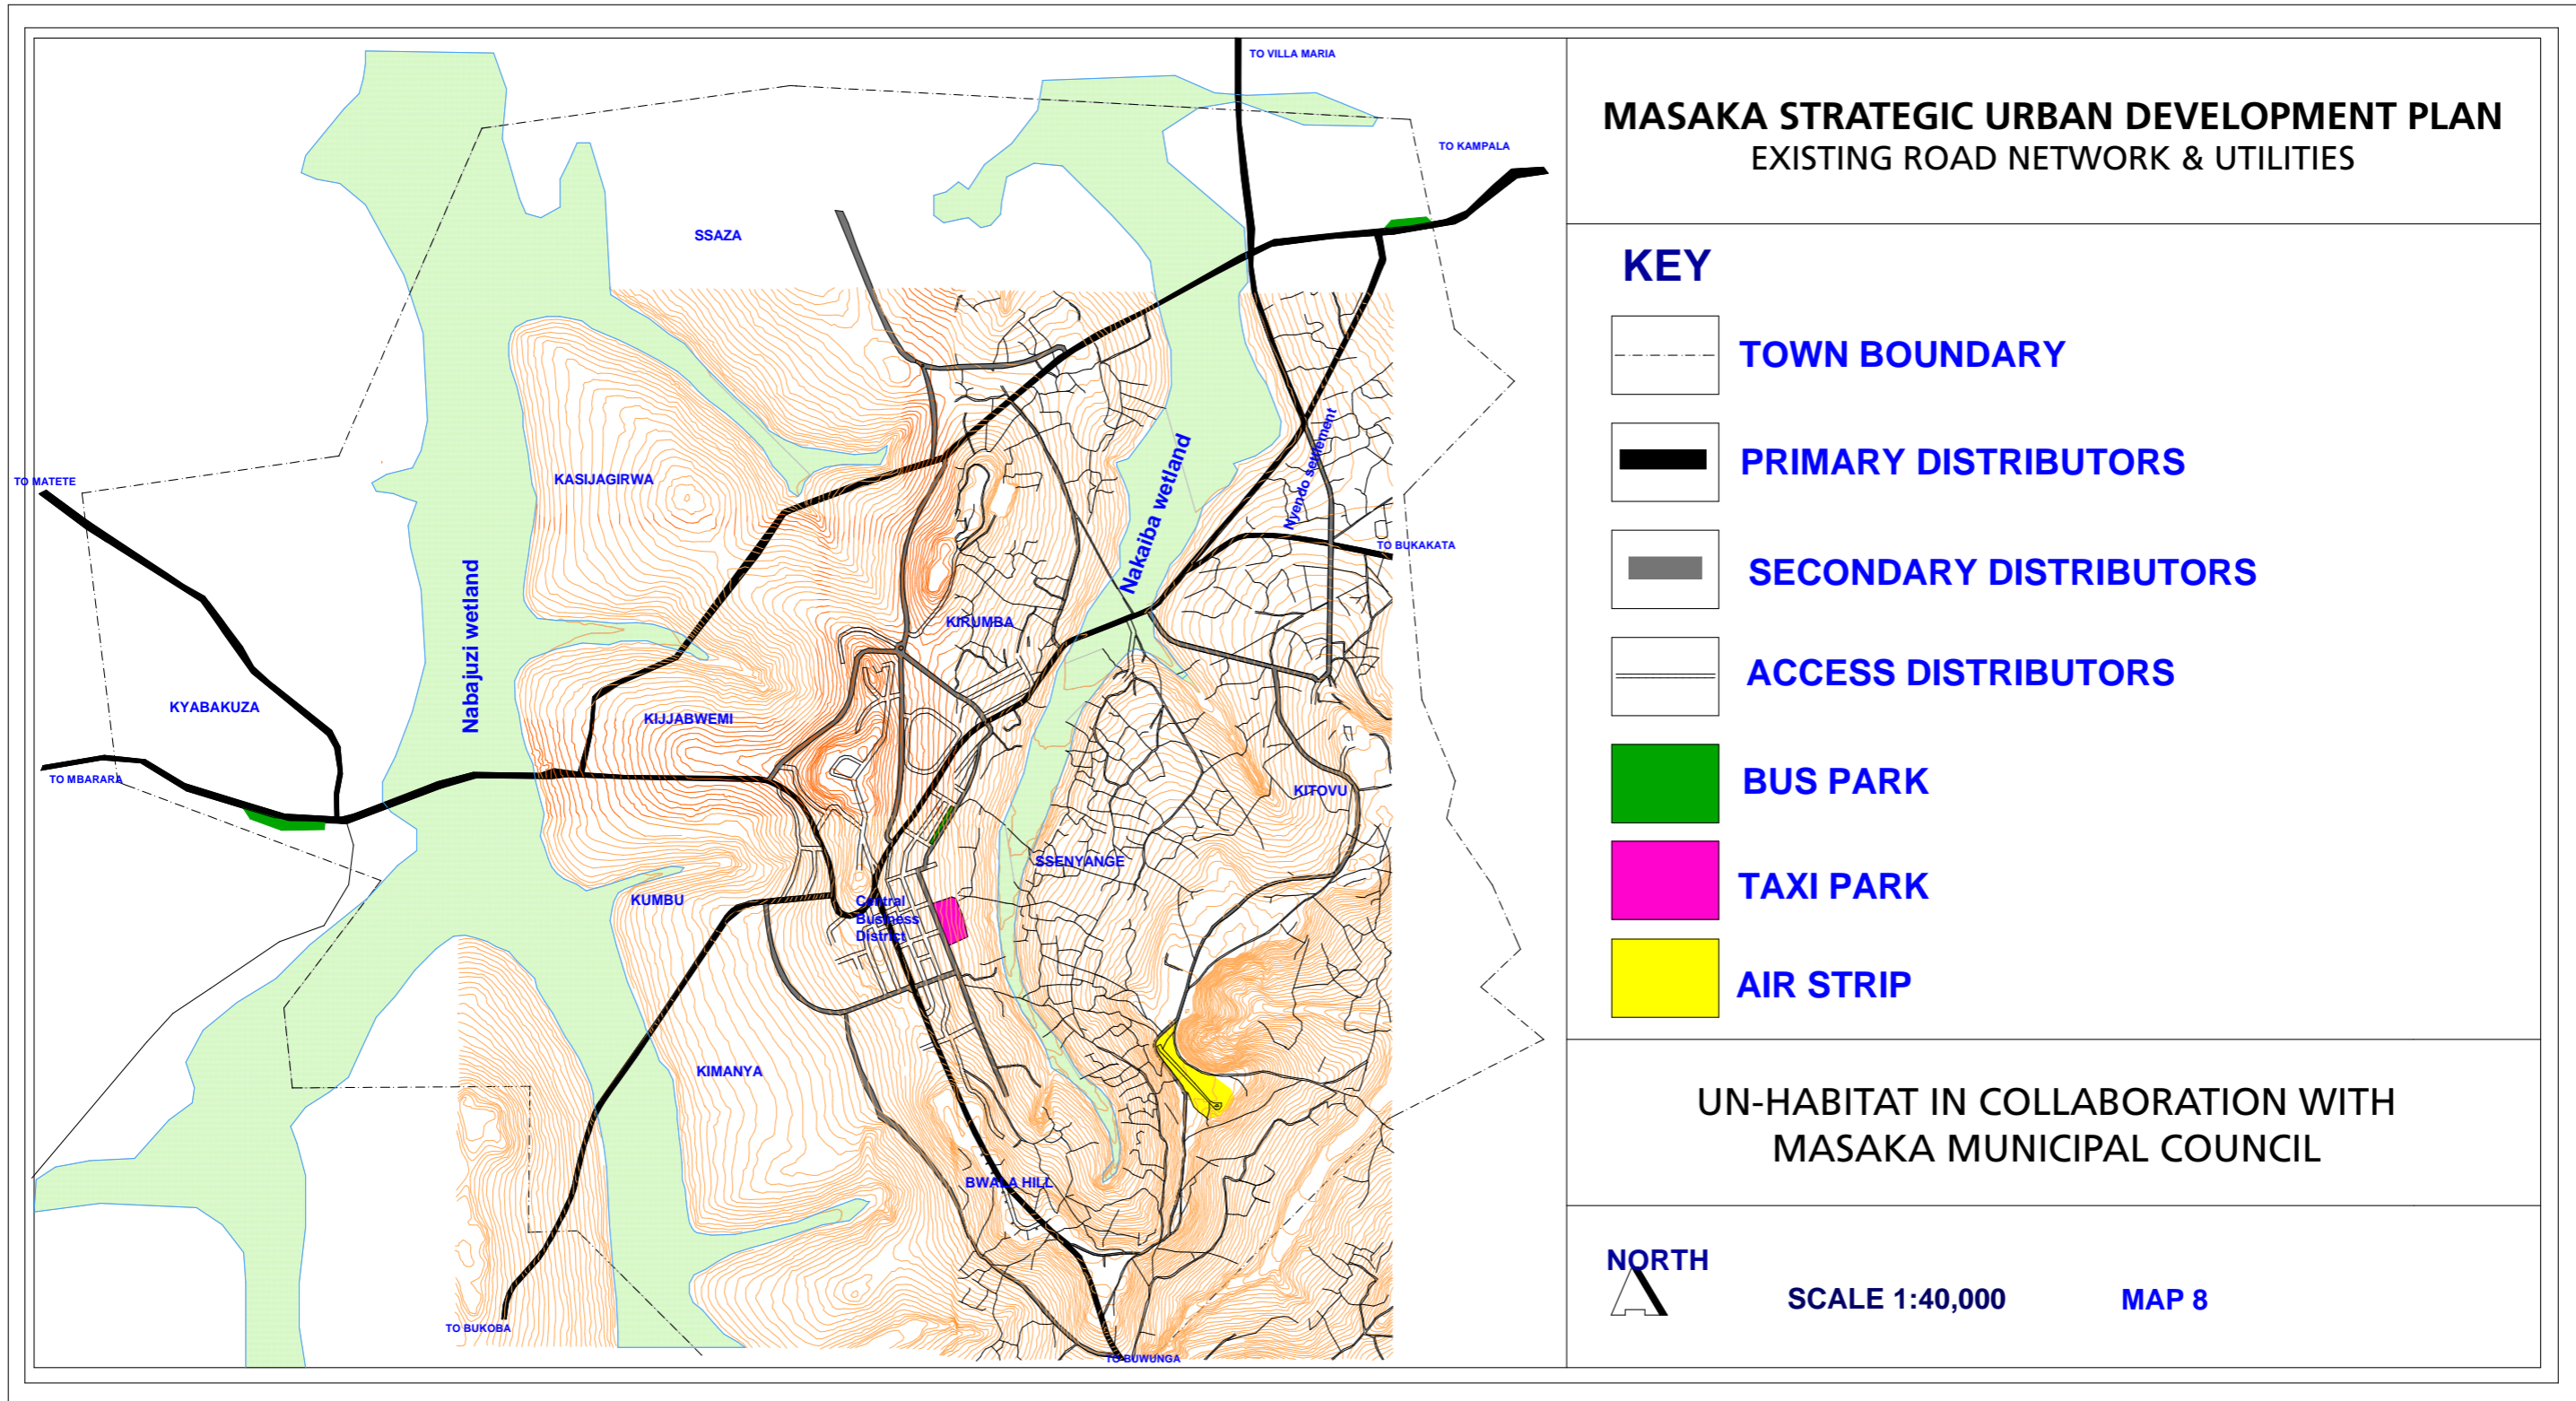 TO VILLA MARIA
TO KAMPALA
SSAZA
TO MATETE
KASIJAGIRWA
Nakaiba wetland
Nyendo settlement
TO BUKAKATA
Nabajuzi wetland
KIRUMBA
KYABAKUZA
KIJJABWEMI
TO MBARARA
KITOVU
SSENYANGE
KUMBU
Central
Business
District
KIMANYA
BWALA HILL
TO BUKOBA
TO BUWUNGA
MASAKA STRATEGIC URBAN DEVELOPMENT PLAN
EXISTING ROAD NETWORK & UTILITIES
KEY
TOWN BOUNDARY
PRIMARY DISTRIBUTORS
SECONDARY DISTRIBUTORS
ACCESS DISTRIBUTORS
BUS PARK
TAXI PARK
AIR STRIP
UN-HABITAT IN COLLABORATION WITH
MASAKA MUNICIPAL COUNCIL
NORTH
SCALE 1:40,000
MAP 8